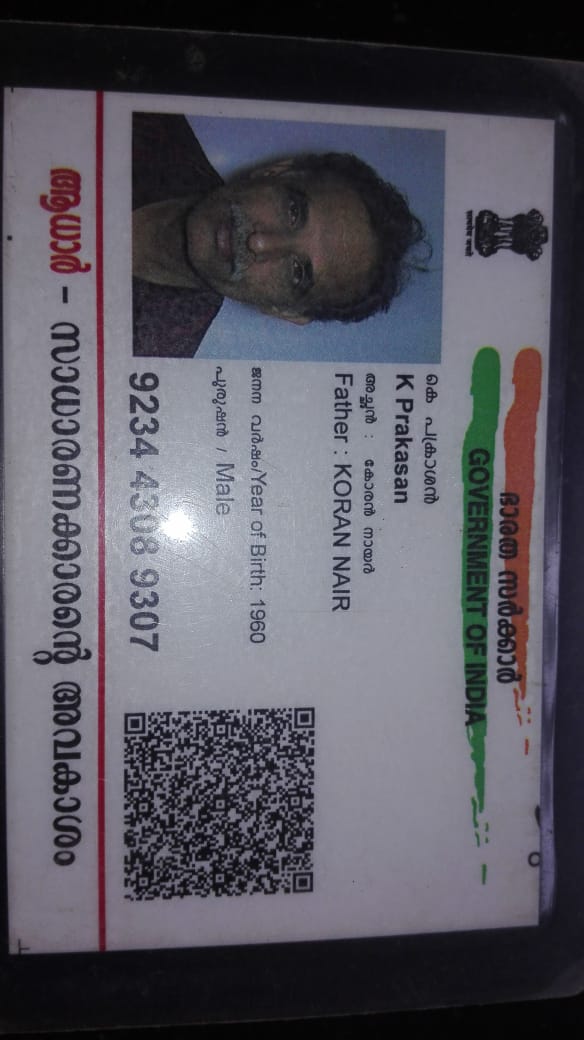 ഭാരത സർക്കാർ
GOVERNMENT OF INDIA
കെ പ്രകാശൻ
K Prakasan
അച്ഛൻ : കോരൻ നായർ
Father : KORAN NAIR
ജനന വർഷം/Year of Birth: 1960
പുരുഷൻ / Male
9234 4308 9307
ആധാർ - സാധാരണക്കാരന്റെ അവകാശം